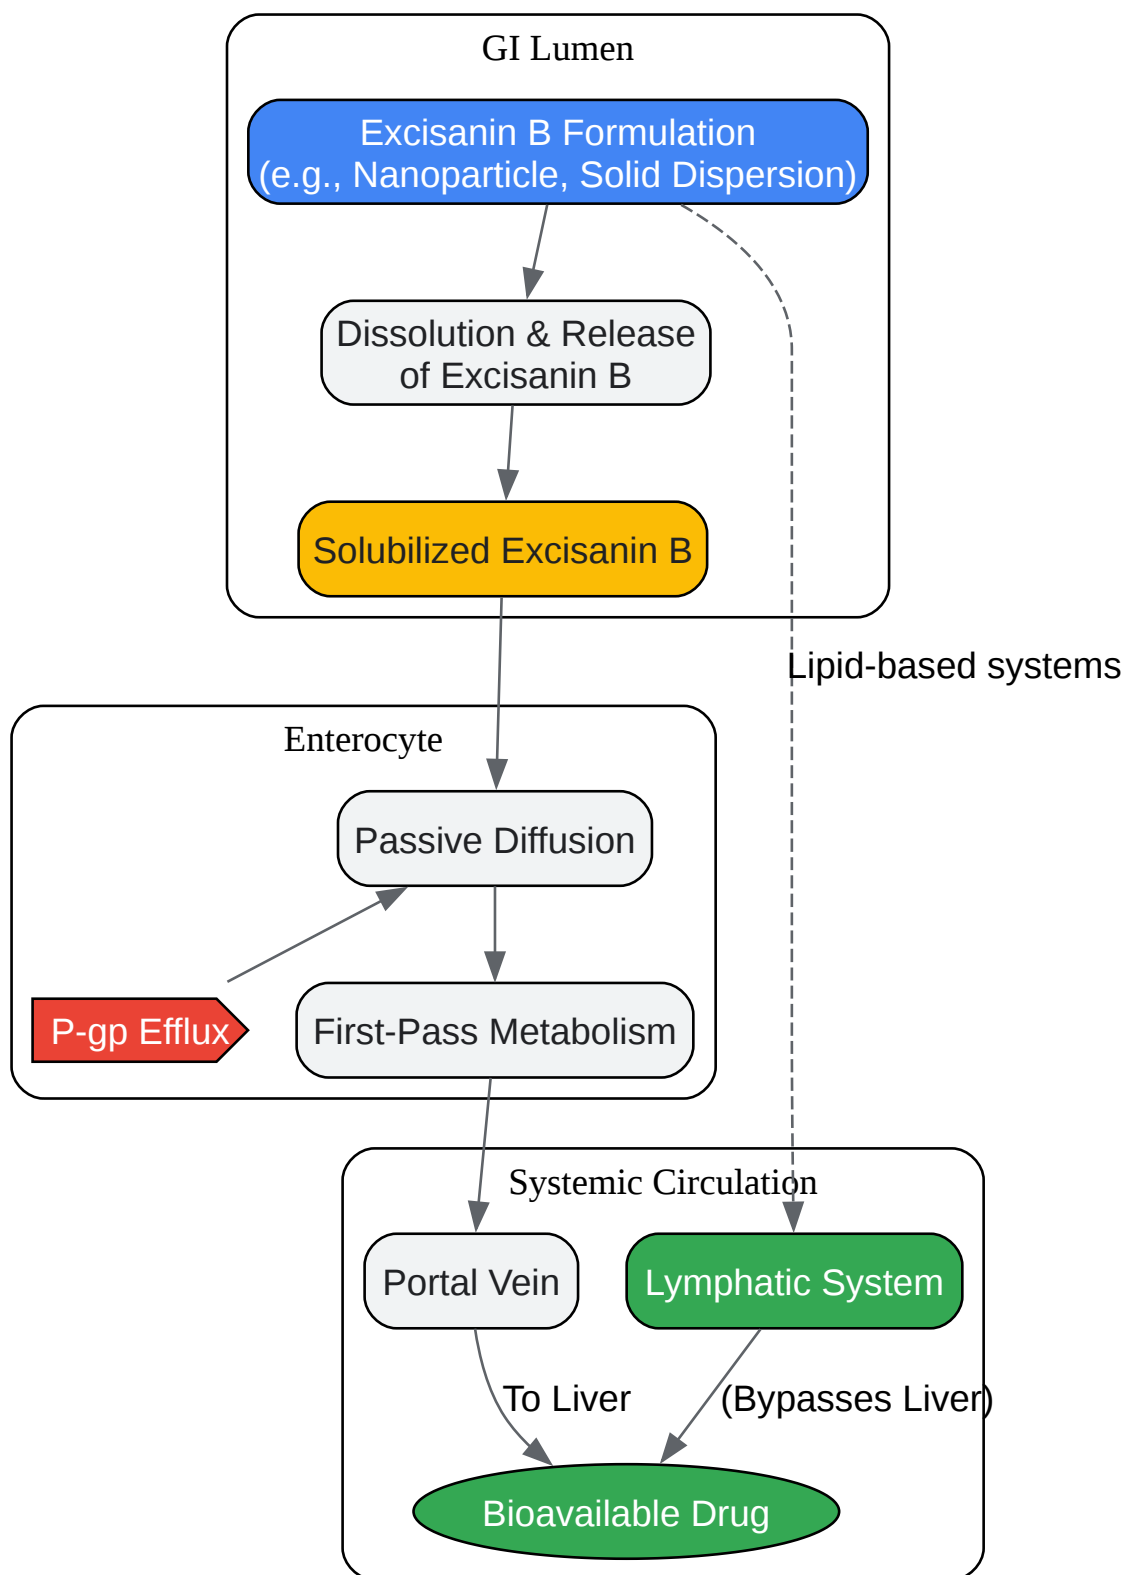 GI Lumen
Excisanin B Formulation
(e.g., Nanoparticle, Solid Dispersion)
Dissolution & Release
of Excisanin B
Solubilized Excisanin B
Lipid-based systems
Enterocyte
Passive Diffusion
P-gp Efflux
First-Pass Metabolism
Systemic Circulation
Portal Vein
Lymphatic System
To Liver
(Bypasses Liver)
Bioavailable Drug